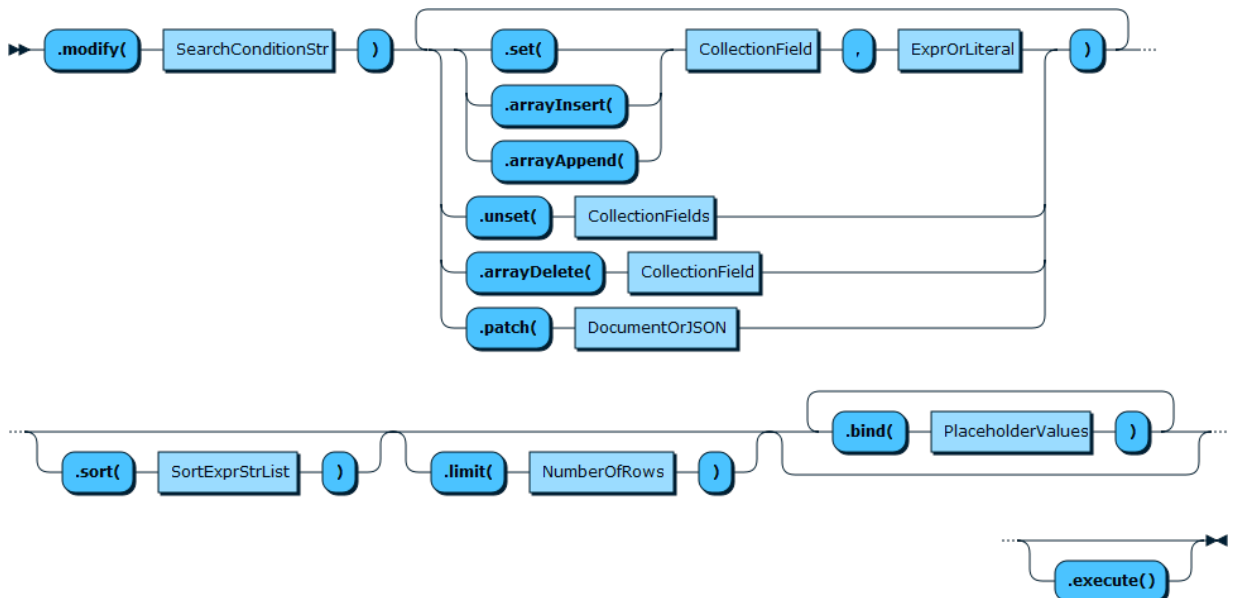 .modify( SearchConditionStr ) .set( CollectionField , ExprOrLiteral )
.arrayInsert(
.arrayAppend(
.unset( CollectionFields
.arrayDelete( CollectionField
.patch( DocumentOrJSON
.bind( PlaceholderValues )
.sort( SortExprStrList ) .limit( NumberOfRows )
.execute()